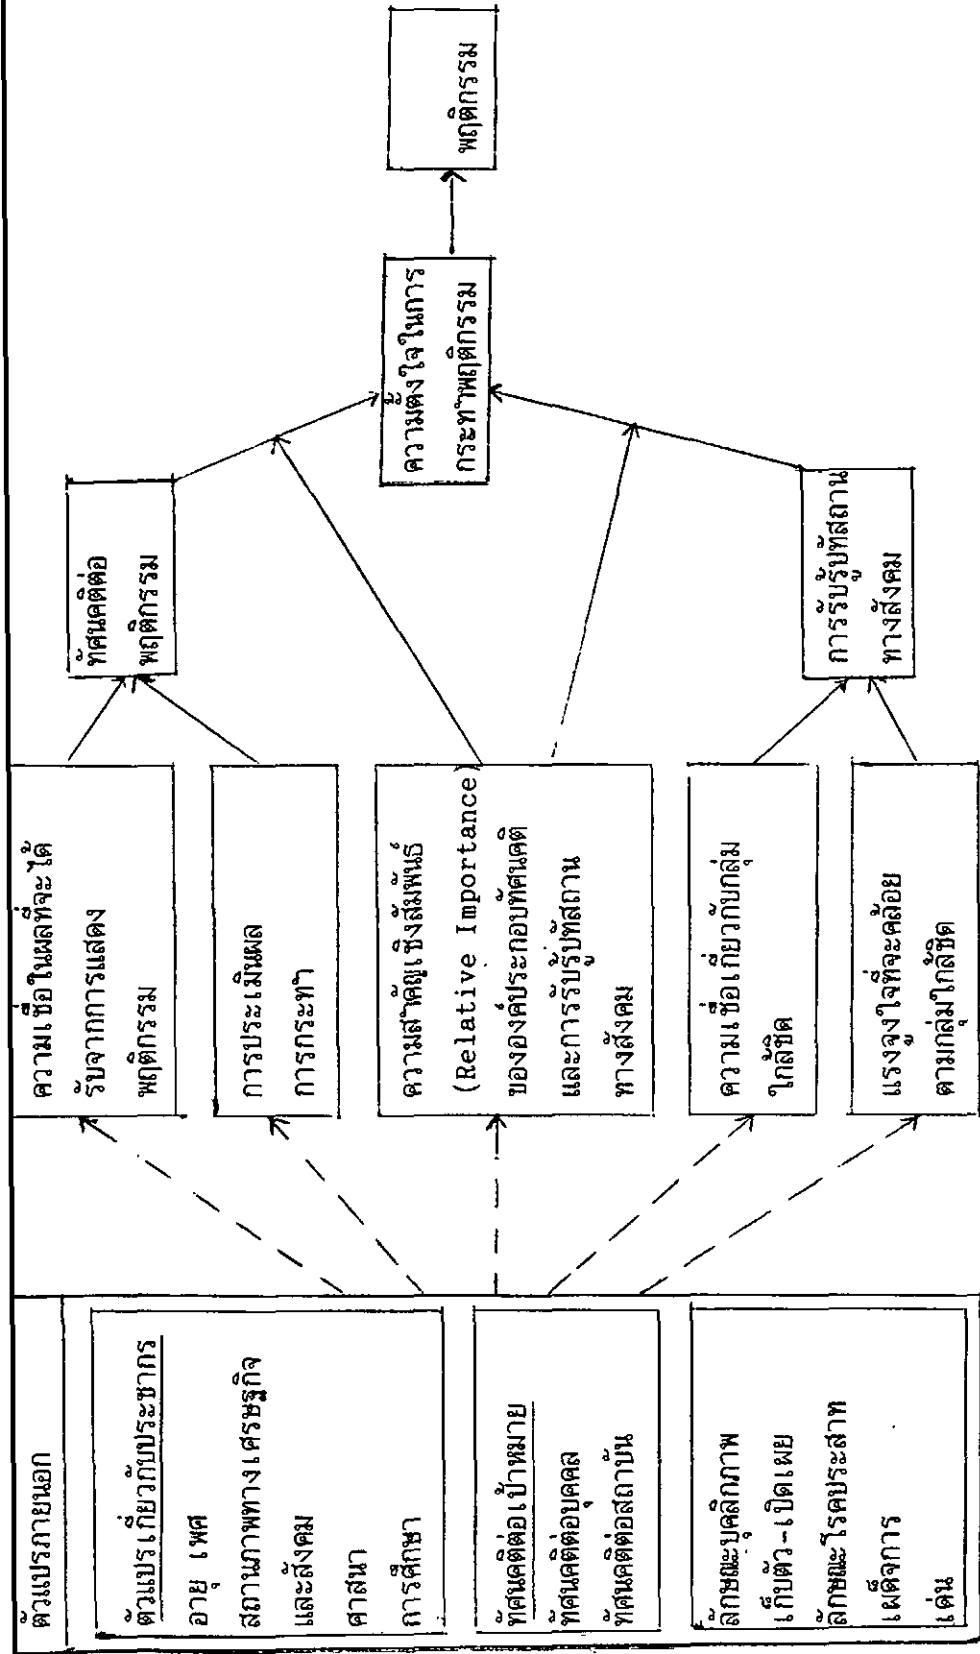 ตัวแปรภายนอก
ตัวแปรเกี่ยวกับประชากร
อายุ เพศ
สถานภาพทางเศรษฐกิจ
และสังคม
ศาสนา
การศึกษา
ทัศนคติต่อเป้าหมาย
ทัศนคติต่อบุคคล
ทัศนคติต่อสถาบัน
ลักษณะบุคลิกภาพ
เก็บตัว-เปิดเผย
ลักษณะโรคประสาท
เผด็จการ
เด่น
ความเชื่อในผลที่จะได้
รับจากการแสดง
พฤติกรรม
การประเมินผล
การกระทำ
ความสำคัญเชิงสัมพันธ์
(Relative Importance)
ขององค์ประกอบทัศนคติ
และการรับรู้ปทัสถาน
ทางสังคม
ความเชื่อเกี่ยวกับกลุ่ม
ใกล้ชิด
แรงจูงใจที่จะคล้อย
ตามกลุ่มใกล้ชิด
ทัศนคติต่อ
พฤติกรรม
การรับรู้ปทัสถาน
ทางสังคม
ความตั้งใจในการ
กระทำพฤติกรรม
พฤติกรรม